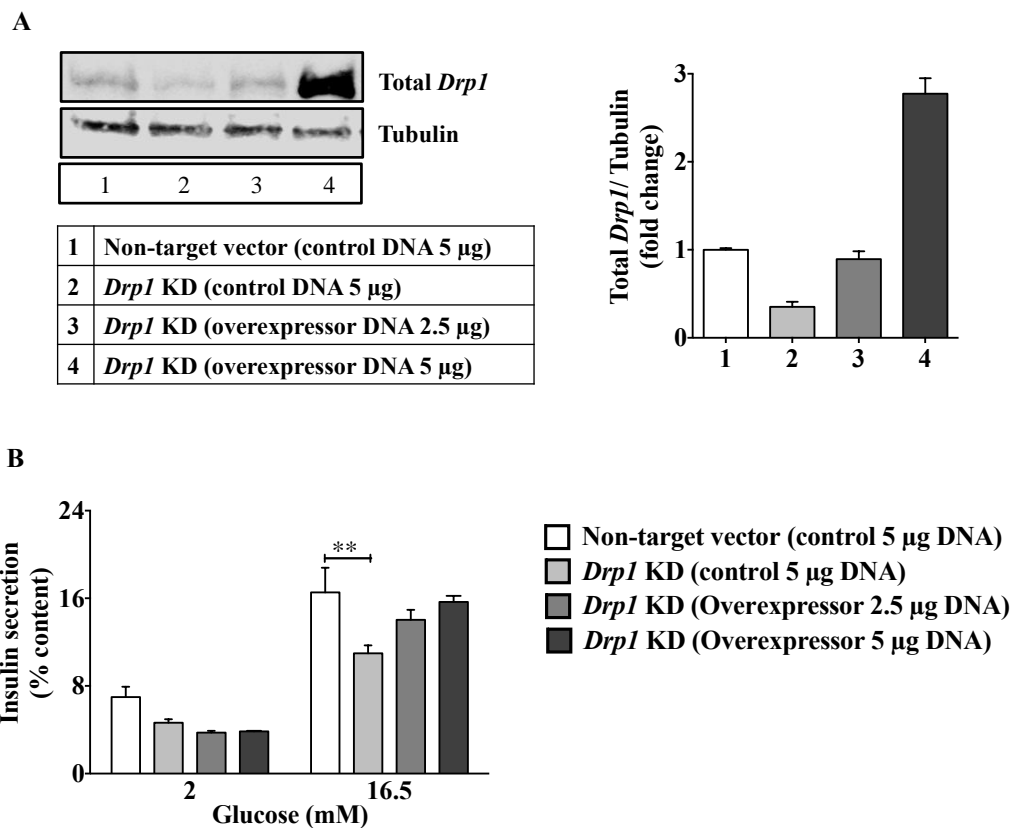 A
Total Drp1
Tubulin
1 2 3 4
1 Non-target vector (control DNA 5 µg)
2 Drp1 KD (control DNA 5 µg)
3 Drp1 KD (overexpressor DNA 2.5 µg)
4 Drp1 KD (overexpressor DNA 5 µg)
Total Drp1/ Tubulin
(fold change)
3
2
1
0
1 2 3 4
B
Insulin secretion
(% content)
24
16
8
0
**
2 16.5
Glucose (mM)
Non-target vector (control 5 µg DNA)
Drp1 KD (control 5 µg DNA)
Drp1 KD (Overexpressor 2.5 µg DNA)
Drp1 KD (Overexpressor 5 µg DNA)